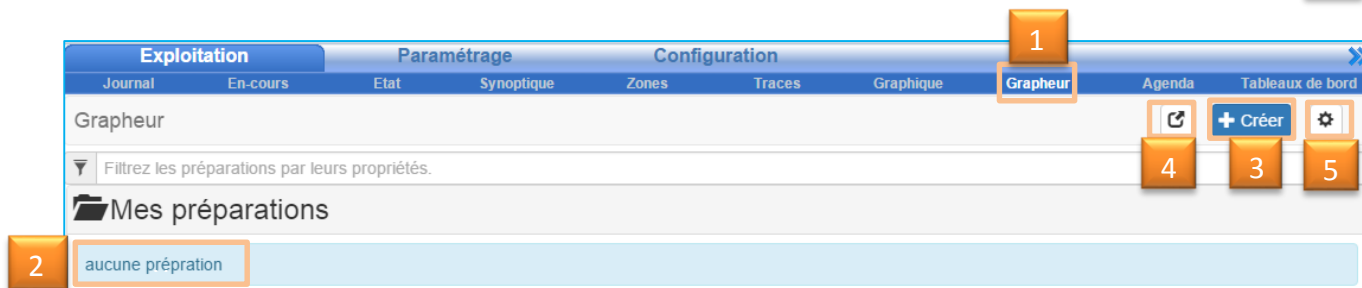 1
Exploitation Paramétrage Configuration
Journal En-cours Etat Synoptique Zones Traces Graphique Grapheur Agenda Tableaux de bord
Grapheur + Créer
Filtrez les préparations par leurs propriétés.
4 3 5
Mes préparations
2 aucune prépration